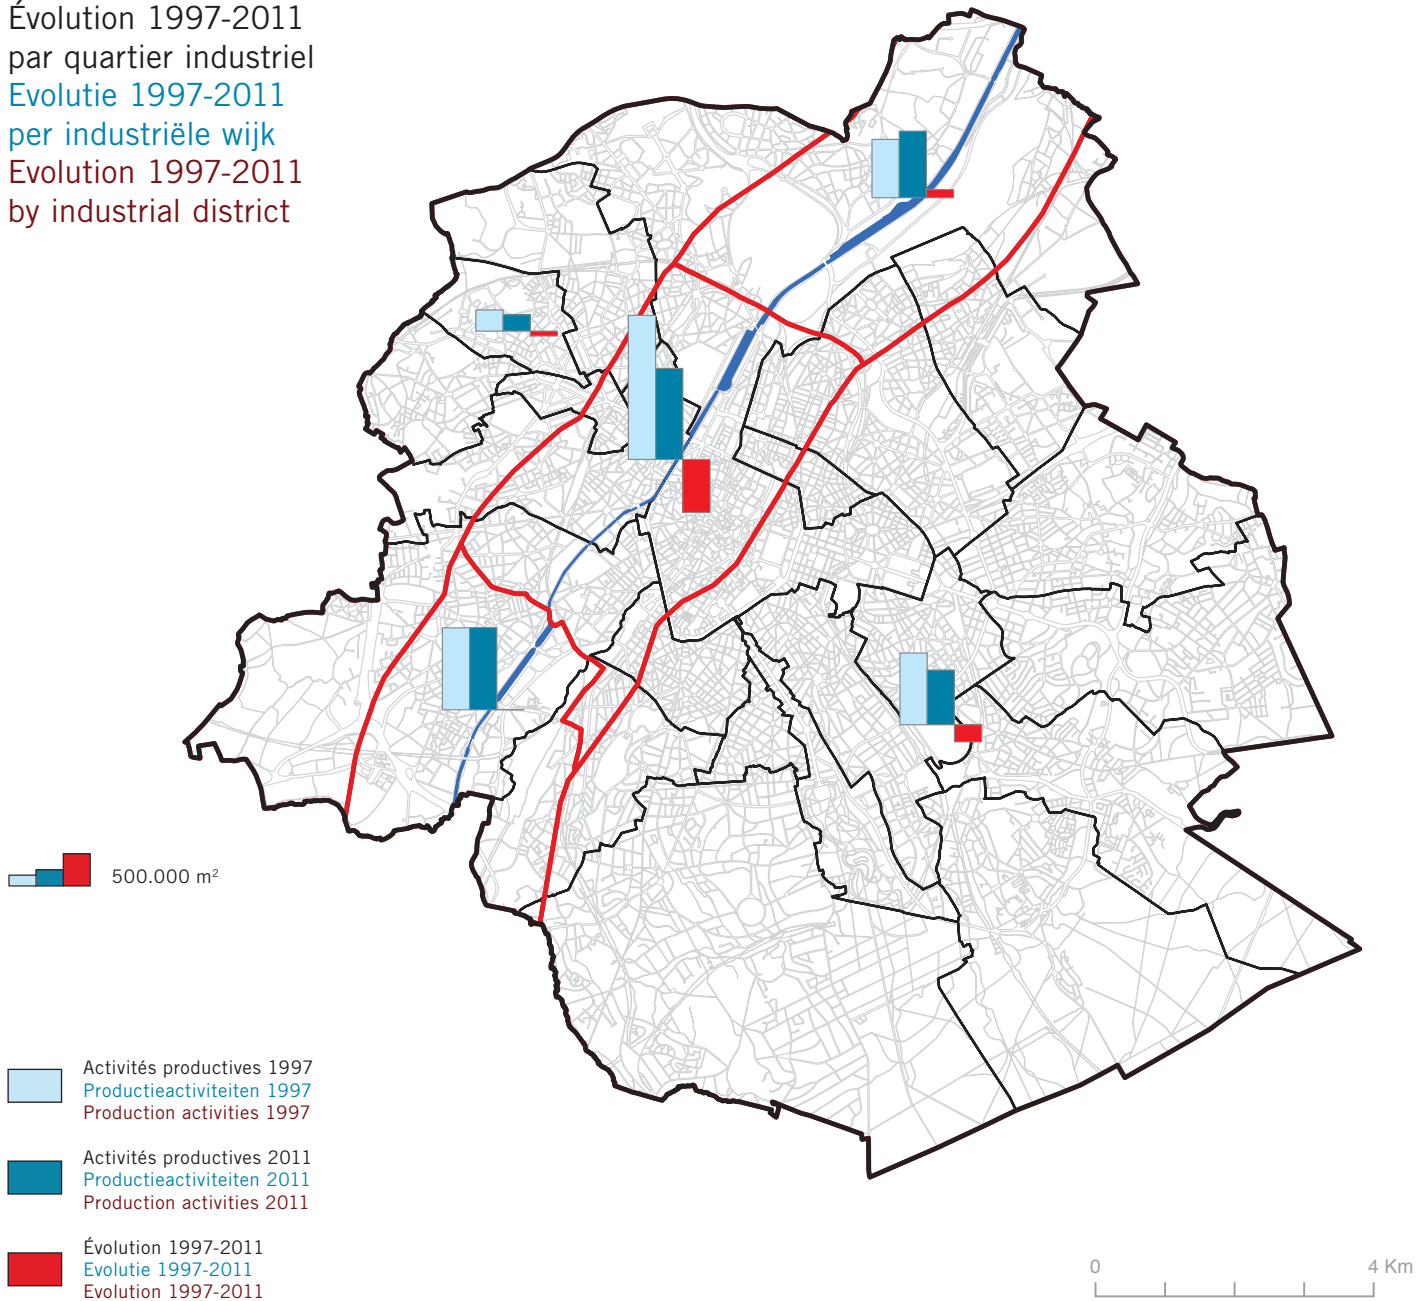 Évolution 1997-2011
par quartier industriel
Evolutie 1997-2011
per industriële wijk
Evolution 1997-2011
by industrial district
500.000 m²
Activités productives 1997
Productieactiviteiten 1997
Production activities 1997
Activités productives 2011
Productieactiviteiten 2011
Production activities 2011
Évolution 1997-2011
Evolutie 1997-2011
Evolution 1997-2011
0 4 Km